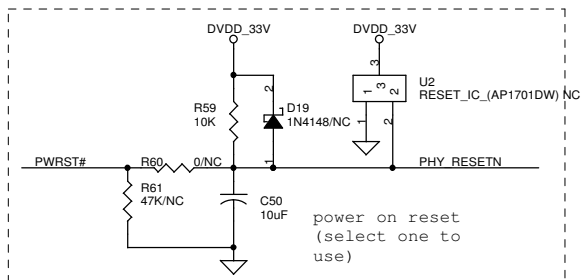 DVDD_33V
DVDD_33V
3
U2
RESET_IC_(AP1701DW) NC
3
1
2
2
R59
10K
D19
1N4148/NC
1
2
1
PWRST#
R60
0/NC
PHY_RESETN
R61
47K/NC
C50
10uF
power on reset
(select one to
use)